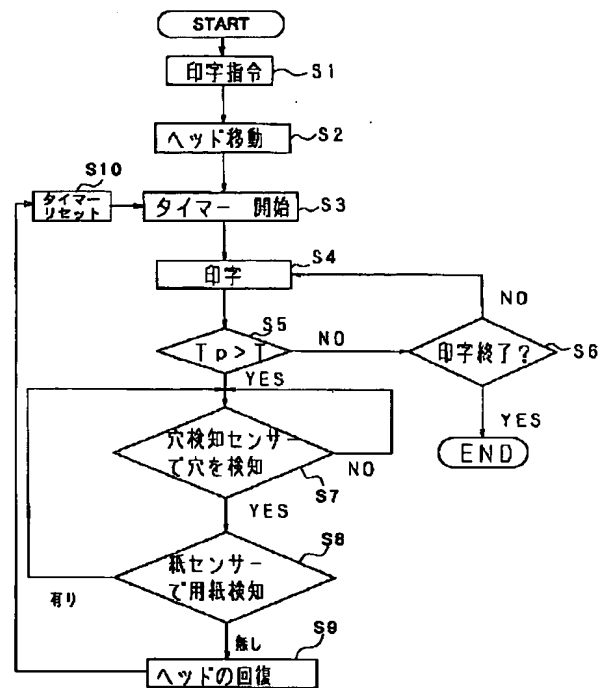 START
印字指令
S1
ヘッド移動
S2
S10
タイマー
リセット
タイマー 開始
S3
S4
印字
NO
S5
Tp>T
NO
印字終了?
S6
YES
YES
END
穴検知センサー
で穴を検知
NO
S7
YES
S8
紙センサー
で用紙検知
有り
無し
S9
ヘッドの回復